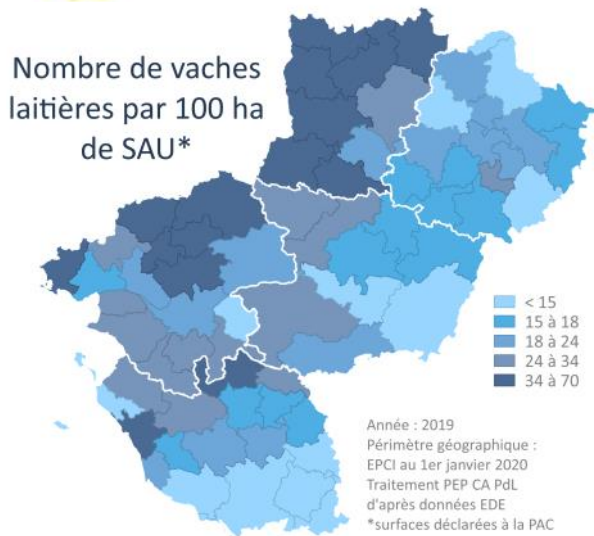 Nombre de vaches
laitières par 100 ha
de SAU*
< 15
15 à 18
18 à 24
24 à 34
34 à 70
Année : 2019
Périmètre géographique :
EPCI au 1er janvier 2020
Traitement PEP CA PdL
d'après données EDE
*surfaces déclarées à la PAC